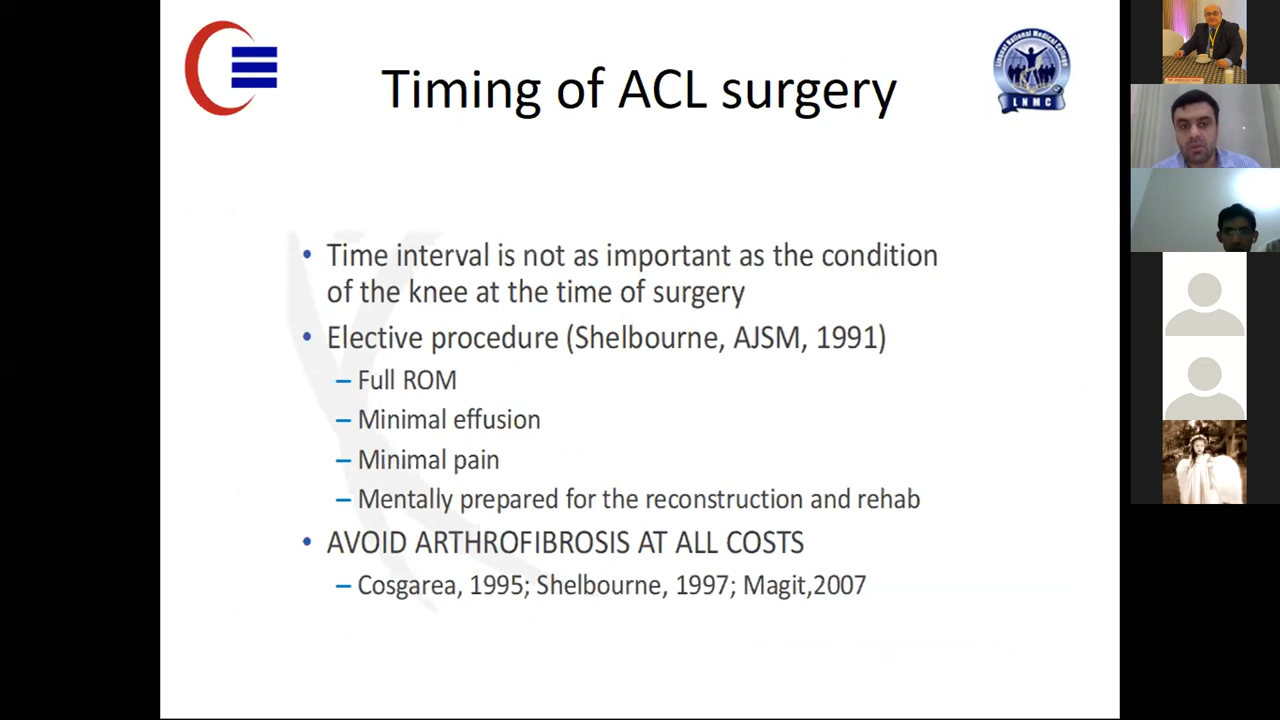 Timing of ACL surgery
LNMC
• Time interval is not as important as the condition
of the knee at the time of surgery
• Elective procedure (Shelbourne, AJSM, 1991)
– Full ROM
– Minimal effusion
– Minimal pain
– Mentally prepared for the reconstruction and rehab
• AVOID ARTHROFIBROSIS AT ALL COSTS
– Cosgarea, 1995; Shelbourne, 1997; Magit,2007